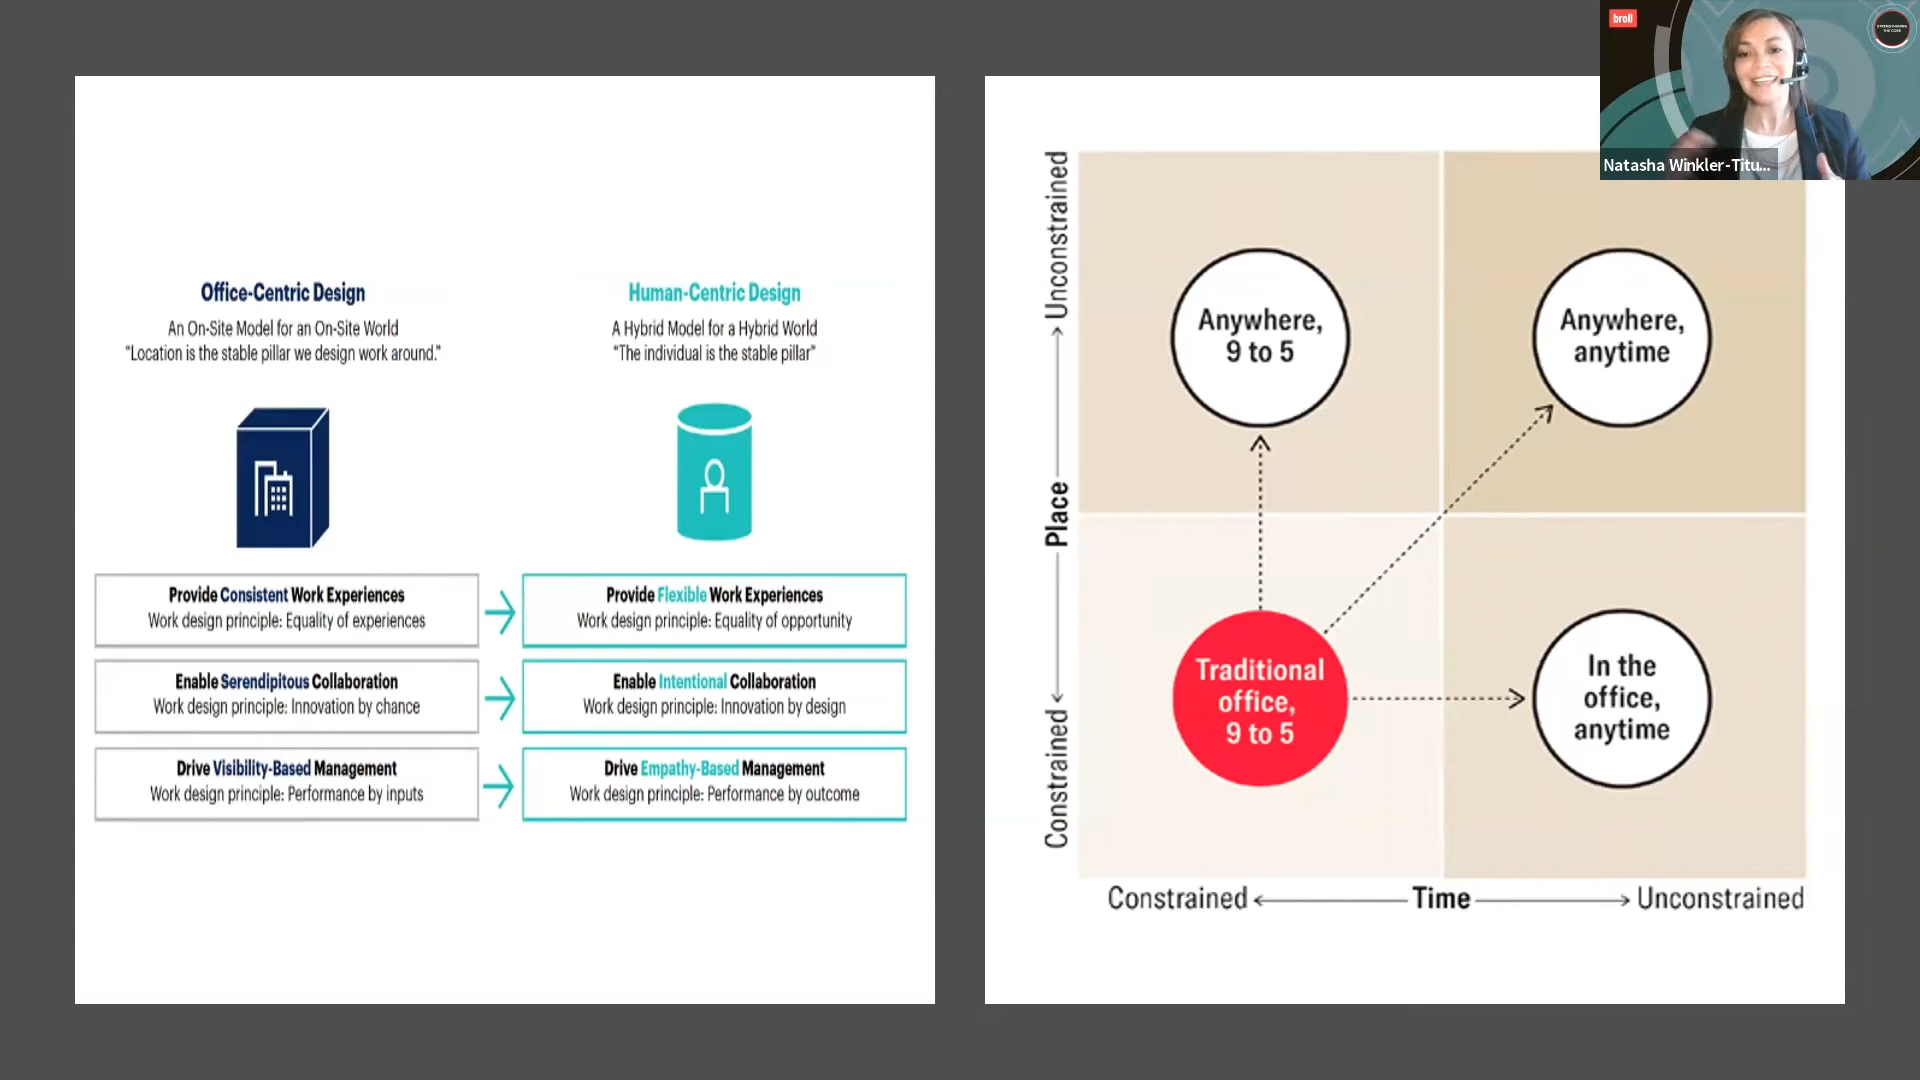 broll
STRENGTHENING
THE CORE
Natasha Winkler-Titu...
Office-Centric Design
An On-Site Model for an On-Site World
“Location is the stable pillar we design work around.”
Human-Centric Design
A Hybrid Model for a Hybrid World
“The individual is the stable pillar”
Provide Consistent Work Experiences
Work design principle: Equality of experiences
Provide Flexible Work Experiences
Work design principle: Equality of opportunity
Enable Serendipitous Collaboration
Work design principle: Innovation by chance
Enable Intentional Collaboration
Work design principle: Innovation by design
Drive Visibility-Based Management
Work design principle: Performance by inputs
Drive Empathy-Based Management
Work design principle: Performance by outcome
Unconstrained
Place
Constrained
Anywhere,
9 to 5
Anywhere,
anytime
Traditional
office,
9 to 5
In the
office,
anytime
Constrained
Time
Unconstrained